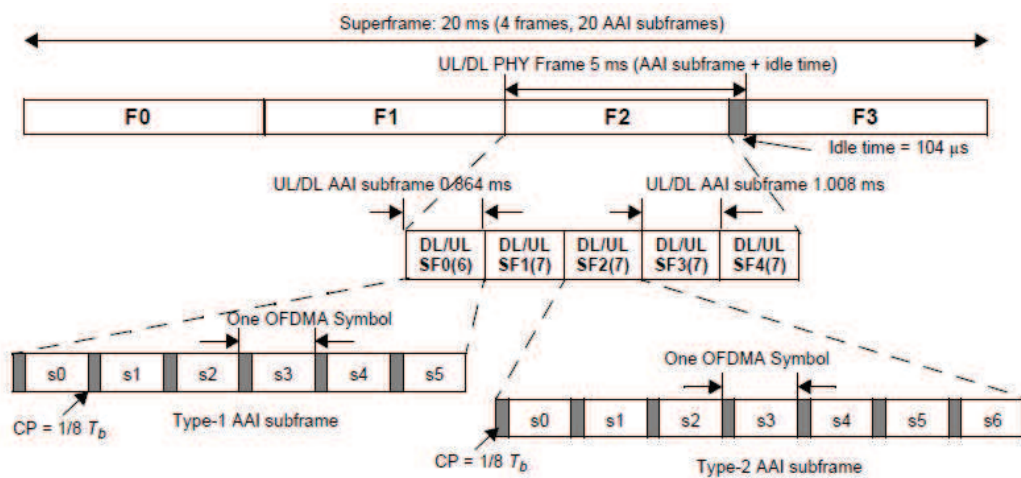 Superframe: 20 ms (4 frames, 20 AAI subframes)
UL/DL PHY Frame 5 ms (AAI subframe + idle time)
F0 F1 F2 F3
Idle time = 104 μs
UL/DL AAI subframe 0.864 ms UL/DL AAI subframe 1.008 ms
DL/UL DL/UL DL/UL DL/UL DL/UL
SF0(6) SF1(7) SF2(7) SF3(7) SF4(7)
One OFDMA Symbol
s0 s1 s2 s3 s4 s5
One OFDMA Symbol
CP = 1/8 Tb
Type-1 AAI subframe
s0 s1 s2 s3 s4 s5 s6
CP = 1/8 Tb
Type-2 AAI subframe